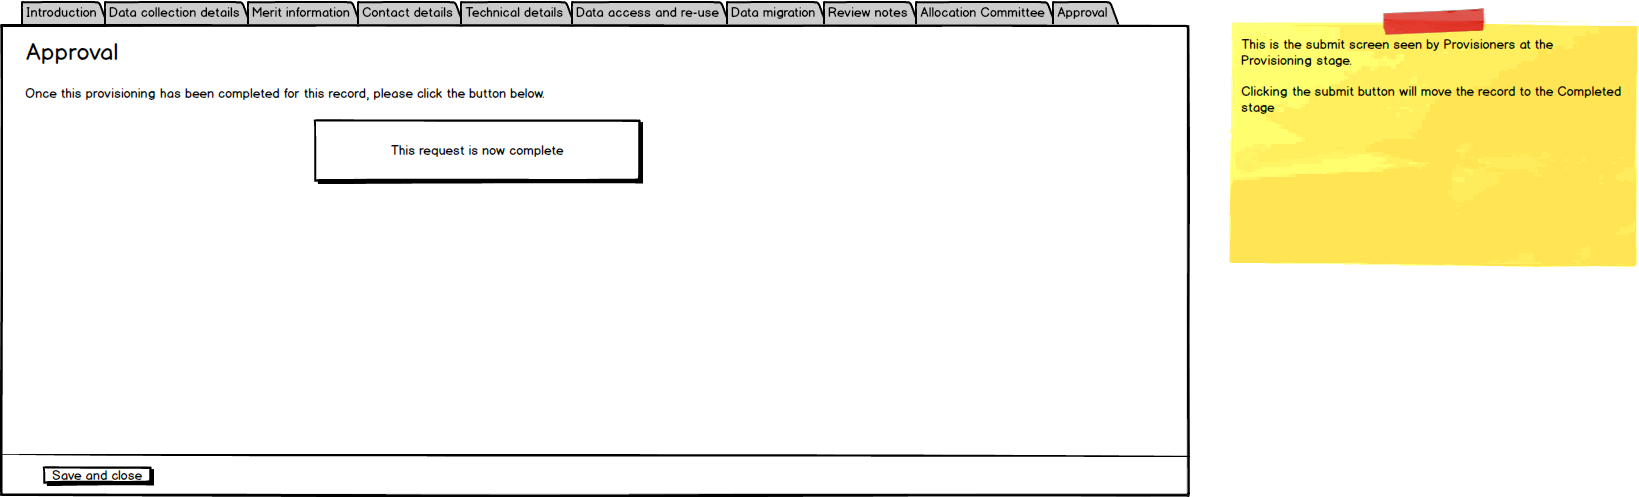 Introduction Data collection details Merit information Contact details Technical details Data access and re-use Data migration Review notes Allocation Committee Approval
Approval
Once this provisioning has been completed for this record, please click the button below.
This request is now complete
Save and close
This is the submit screen seen by Provisioners at the
Provisioning stage.
Clicking the submit button will move the record to the Completed
stage